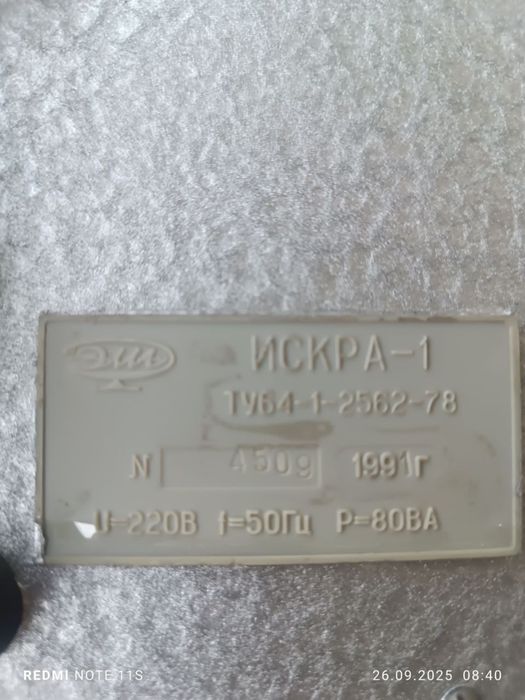 ЭМА
ИСКРА-1
ТУ64-1-2562-78
N 4509 1991г
U=220В f=50Гц P=80ВА
REDMI NOTE 11S 26.09.2025 08:40